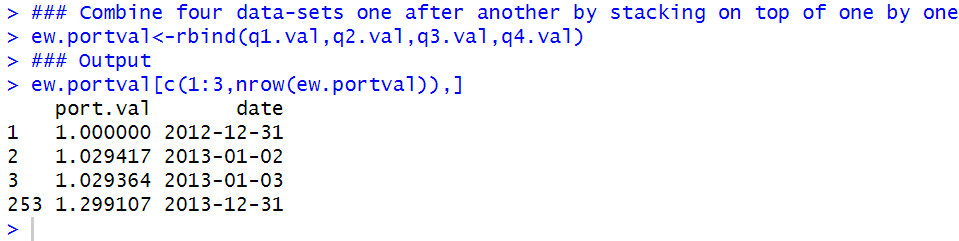 > ### Combine four data-sets one after another by stacking on top of one by one
> ew.portval<-rbind(q1.val,q2.val,q3.val,q4.val)
> ### Output
> ew.portval[c(1:3,nrow(ew.portval)),]
    port.val       date
1   1.000000 2012-12-31
2   1.029417 2013-01-02
3   1.029364 2013-01-03
253 1.299107 2013-12-31
>